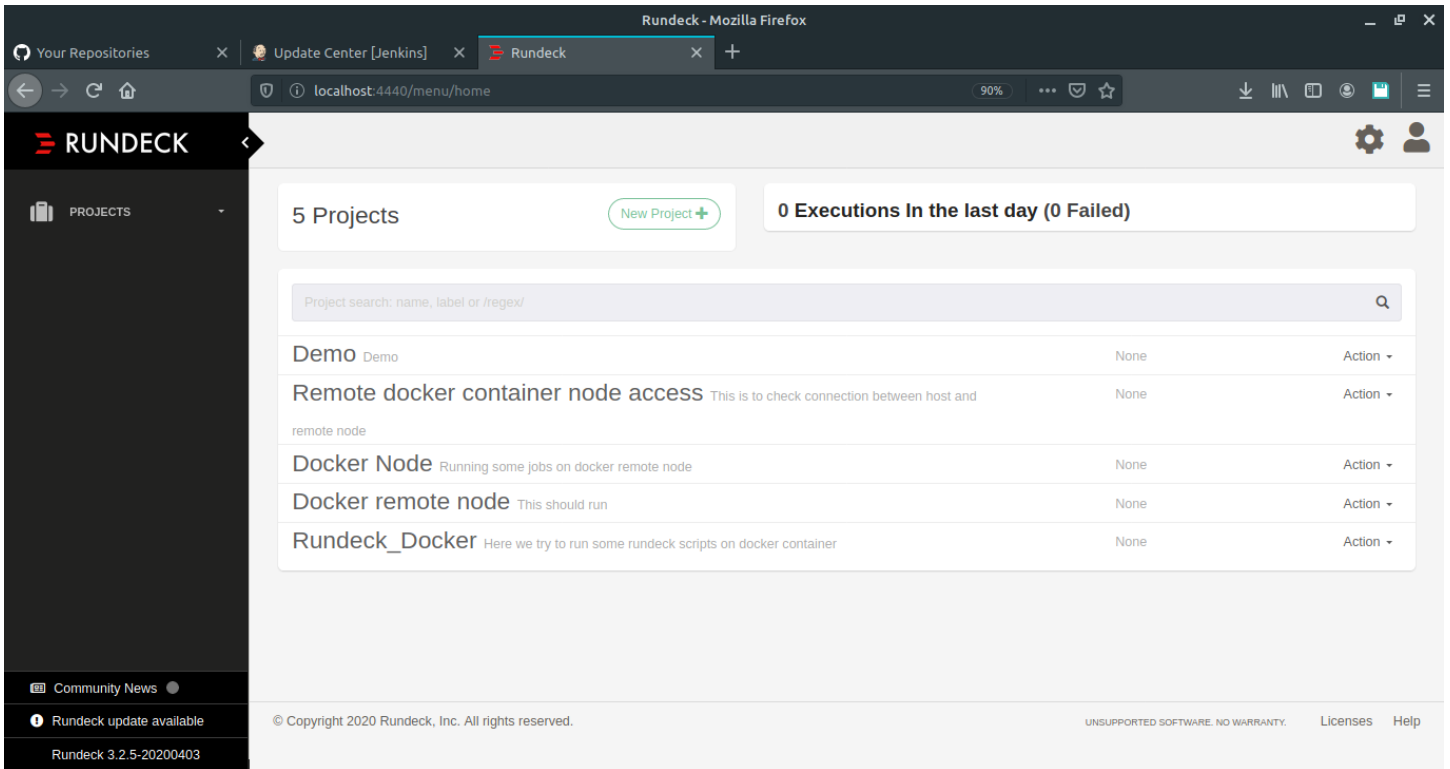 Rundeck - Mozilla Firefox
Your Repositories
Update Center [Jenkins]
Rundeck
localhost:4440/menu/home
90%
RUNDECK
PROJECTS
5 Projects
New Project
0 Executions In the last day (0 Failed)
Project search: name, label or /regex/
Demo Demo None Action
Remote docker container node access This is to check connection between host and None Action
remote node
Docker Node Running some jobs on docker remote node None Action
Docker remote node This should run None Action
Rundeck_Docker Here we try to run some rundeck scripts on docker container None Action
Community News
Rundeck update available
Rundeck 3.2.5-20200403
© Copyright 2020 Rundeck, Inc. All rights reserved.
UNSUPPORTED SOFTWARE. NO WARRANTY.
Licenses
Help